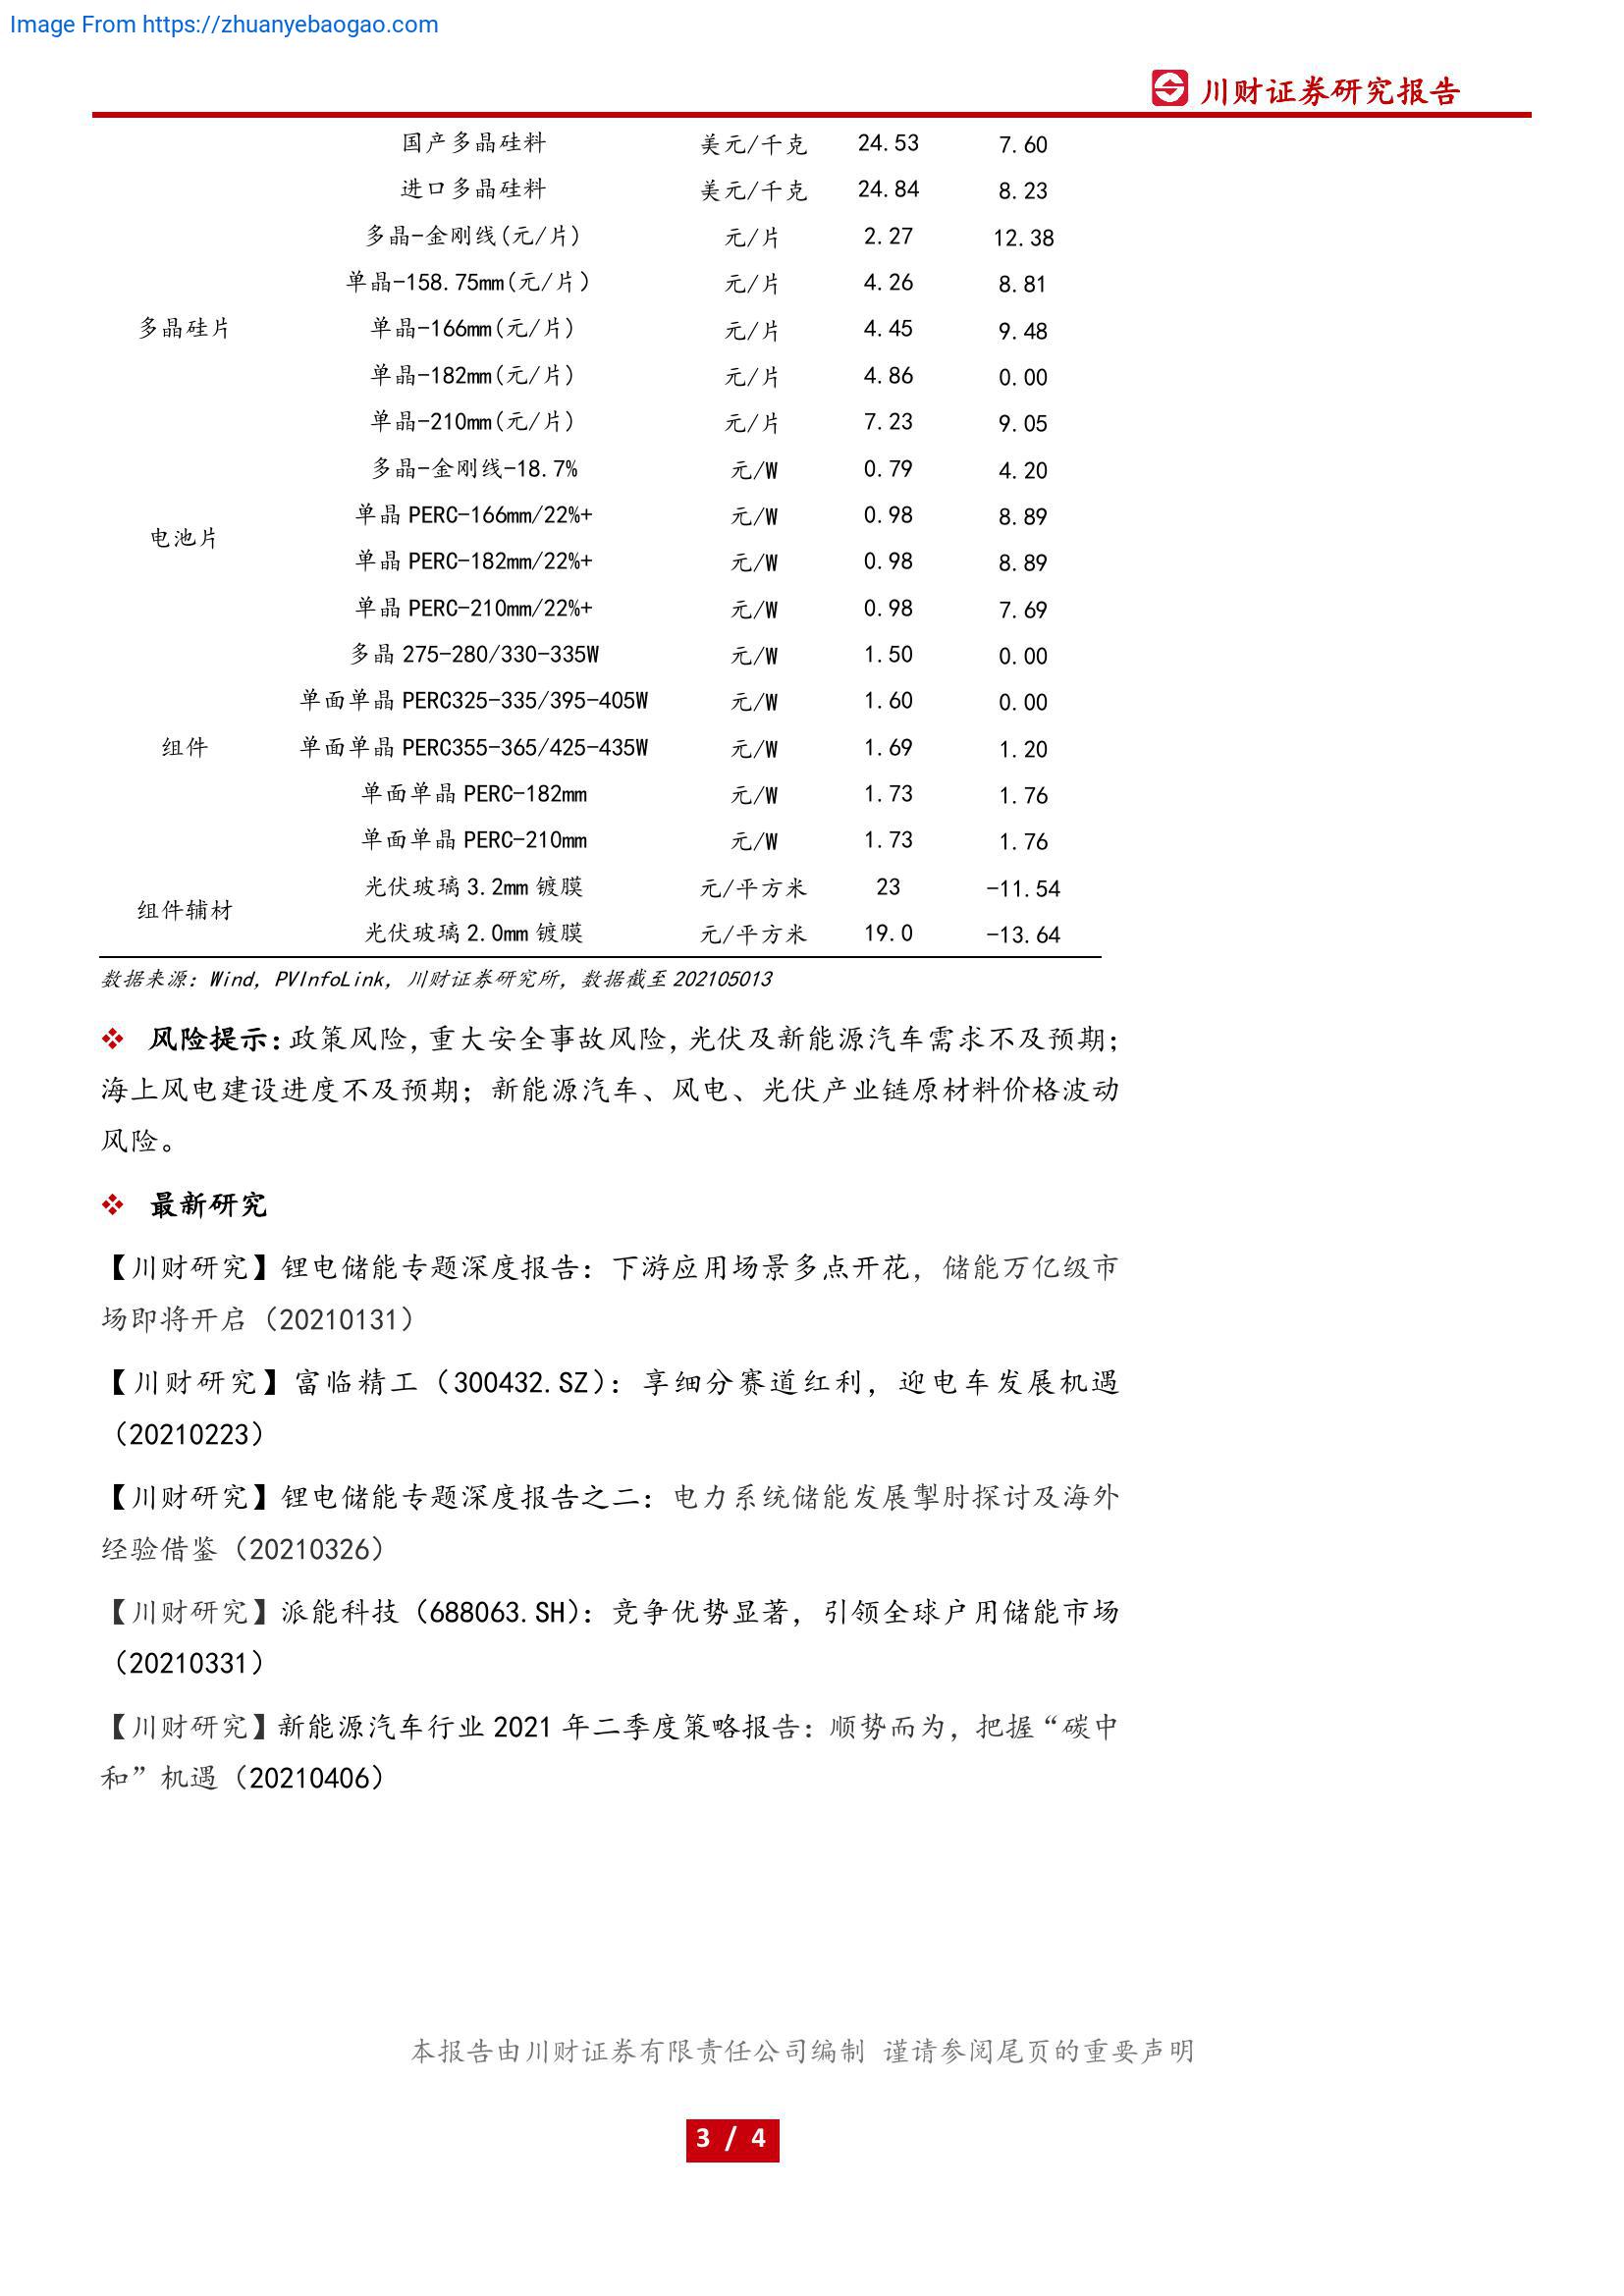 Image From https://zhuanyebaogao.com
川财证券研究报告
国产多晶硅料 美元/千克 24.53 7.60
进口多晶硅料 美元/千克 24.84 8.23
多晶-金刚线(元/片) 元/片 2.27 12.38
单晶-158.75mm(元/片) 元/片 4.26 8.81
多晶硅片 单晶-166mm(元/片) 元/片 4.45 9.48
单晶-182mm(元/片) 元/片 4.86 0.00
单晶-210mm(元/片) 元/片 7.23 9.05
多晶-金刚线-18.7% 元/W 0.79 4.20
单晶 PERC-166mm/22%+ 元/W 0.98 8.89
电池片
单晶 PERC-182mm/22%+ 元/W 0.98 8.89
单晶 PERC-210mm/22%+ 元/W 0.98 7.69
多晶 275-280/330-335W 元/W 1.50 0.00
单面单晶 PERC325-335/395-405W 元/W 1.60 0.00
组件 单面单晶 PERC355-365/425-435W 元/W 1.69 1.20
单面单晶 PERC-182mm 元/W 1.73 1.76
单面单晶 PERC-210mm 元/W 1.73 1.76
光伏玻璃 3.2mm 镀膜 元/平方米 23 -11.54
组件辅材
光伏玻璃 2.0mm 镀膜 元/平方米 19.0 -13.64
数据来源：Wind，PVInfoLink，川财证券研究所，数据截至 202105013
❖ 风险提示：政策风险，重大安全事故风险，光伏及新能源汽车需求不及预期；
海上风电建设进度不及预期；新能源汽车、风电、光伏产业链原材料价格波动
风险。
❖ 最新研究
【川财研究】锂电储能专题深度报告：下游应用场景多点开花，储能万亿级市
场即将开启（20210131）
【川财研究】富临精工（300432.SZ）：享细分赛道红利，迎电车发展机遇
（20210223）
【川财研究】锂电储能专题深度报告之二：电力系统储能发展掣肘探讨及海外
经验借鉴（20210326）
【川财研究】派能科技（688063.SH）：竞争优势显著，引领全球户用储能市场
（20210331）
【川财研究】新能源汽车行业 2021 年二季度策略报告：顺势而为，把握“碳中
和”机遇（20210406）
本报告由川财证券有限责任公司编制 谨请参阅尾页的重要声明
3 / 4